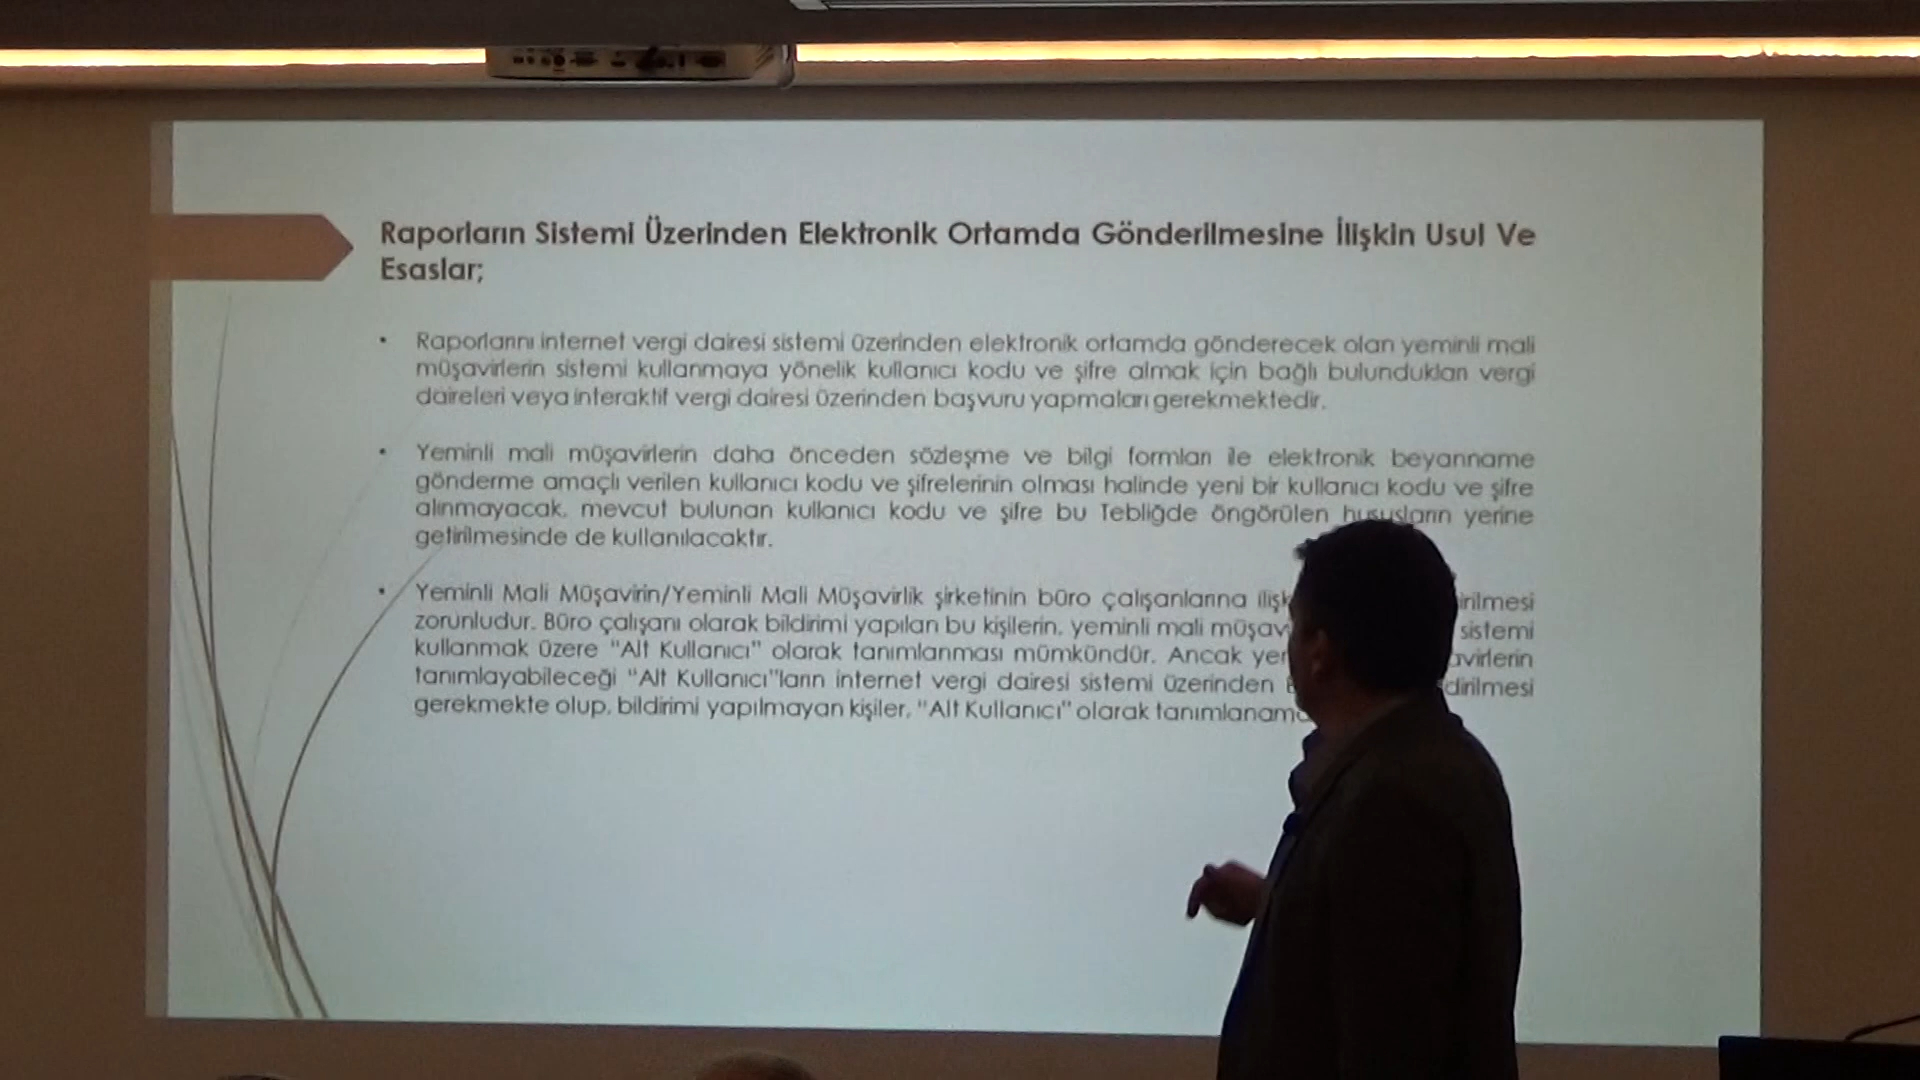 Raporların Sistemi Üzerinden Elektronik Ortamda Gönderilmesine İlişkin Usul Ve
Esaslar;
• Raporlarını internet vergi dairesi sistemi üzerinden elektronik ortamda gönderecek olan yeminli mali
müşavirlerin sistemi kullanmaya yönelik kullanıcı kodu ve şifre almak için bağlı bulundukları vergi
daireleri veya interaktif vergi dairesi üzerinden başvuru yapmaları gerekmektedir.
• Yeminli mali müşavirlerin daha önceden sözleşme ve bilgi formları ile elektronik beyanname
gönderme amaçlı verilen kullanıcı kodu ve şifrelerinin olması halinde yeni bir kullanıcı kodu ve şifre
alınmayacak, mevcut bulunan kullanıcı kodu ve şifre bu Tebliğde öngörülen hususların yerine
getirilmesinde de kullanılacaktır.
• Yeminli Mali Müşavirin/Yeminli Mali Müşavirlik şirketinin büro çalışanlarına
zorunludur. Büro çalışanı olarak bildirimi yapılan bu kişilerin, yeminli mali sistemi
kullanmak üzere "Alt Kullanıcı" olarak tanımlanması mümkündür. Ancak
tanımlayabileceği "Alt Kullanıcı"ların internet vergi dairesi sistemi üzerinden
gerekmekte olup, bildirimi yapılmayan kişiler, "Alt Kullanıcı" olarak